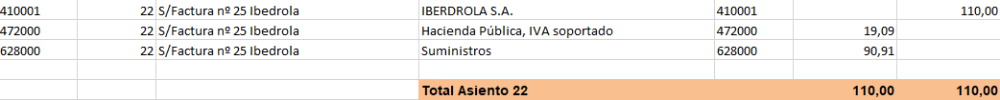 410001 22 S/Factura nº 25 Ibedrola IBERDROLA S.A. 410001 110,00
472000 22 S/Factura nº 25 Ibedrola Hacienda Pública, IVA soportado 472000 19,09
628000 22 S/Factura nº 25 Ibedrola Suministros 628000 90,91
Total Asiento 22 110,00 110,00